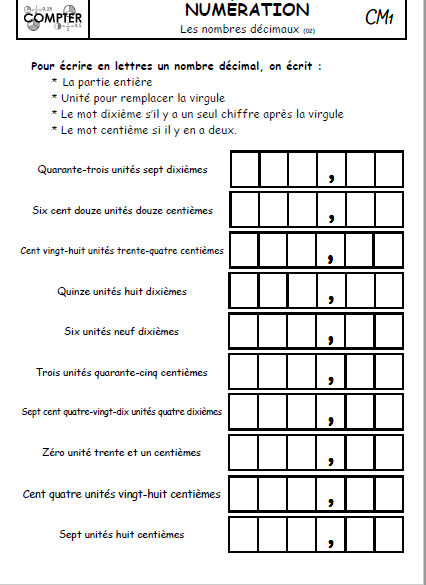 COMPTER
NUMÉRATION
Les nombres décimaux (02)
CM1
Pour écrire en lettres un nombre décimal, on écrit :
* La partie entière
* Unité pour remplacer la virgule
* Le mot dixième s'il y a un seul chiffre après la virgule
* Le mot centième si il y en a deux.
Quarante-trois unités sept dixièmes ,
Six cent douze unités douze centièmes ,
Cent vingt-huit unités trente-quatre centièmes ,
Quinze unités huit dixièmes ,
Six unités neuf dixièmes ,
Trois unités quarante-cinq centièmes ,
Sept cent quatre-vingt-dix unités quatre dixièmes ,
Zéro unité trente et un centièmes ,
Cent quatre unités vingt-huit centièmes ,
Sept unités huit centièmes ,